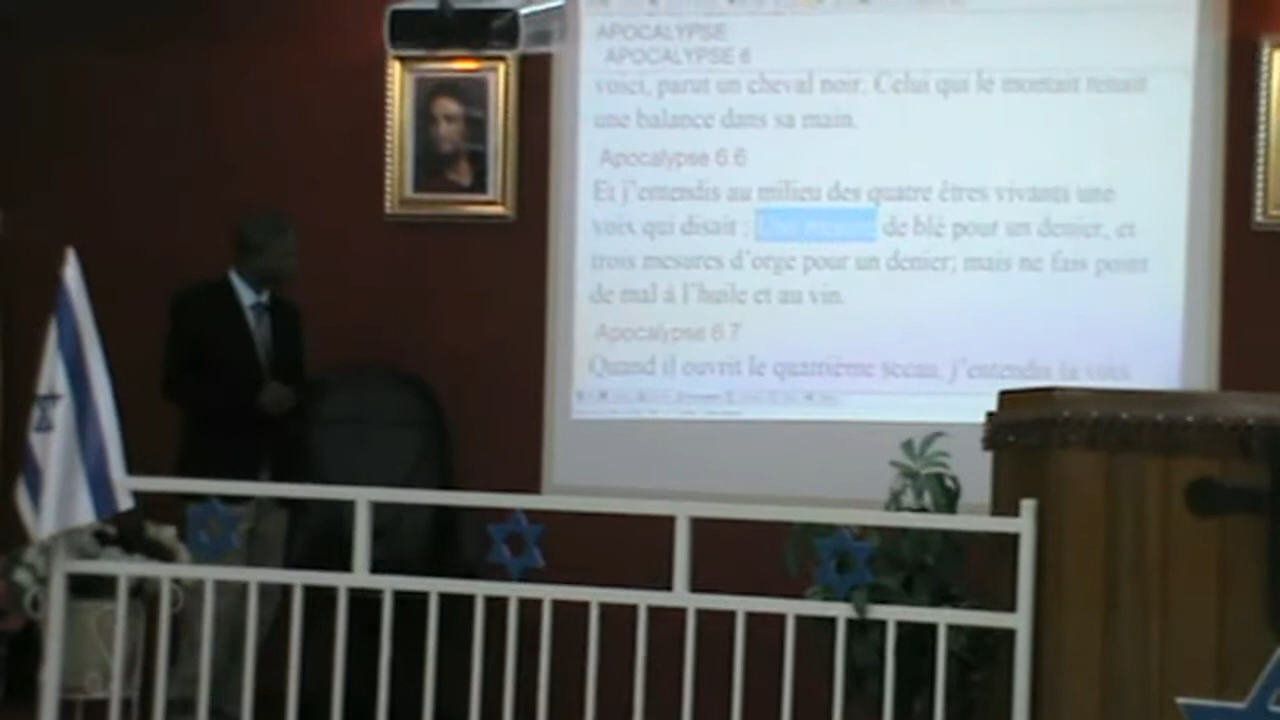 APOCALYPSE
APOCALYPSE 6
voici, parut un cheval noir. Celui qui le montait tenait
une balance dans sa main.
Apocalypse 6.6
Et j'entendis au milieu des quatre êtres vivants une
voix qui disait : Une mesure de blé pour un denier, et
trois mesures d'orge pour un denier; mais ne fais point
de mal à l'huile et au vin.
Apocalypse 6.7
Quand il ouvrit le quatrième sceau, j'entendis la voix